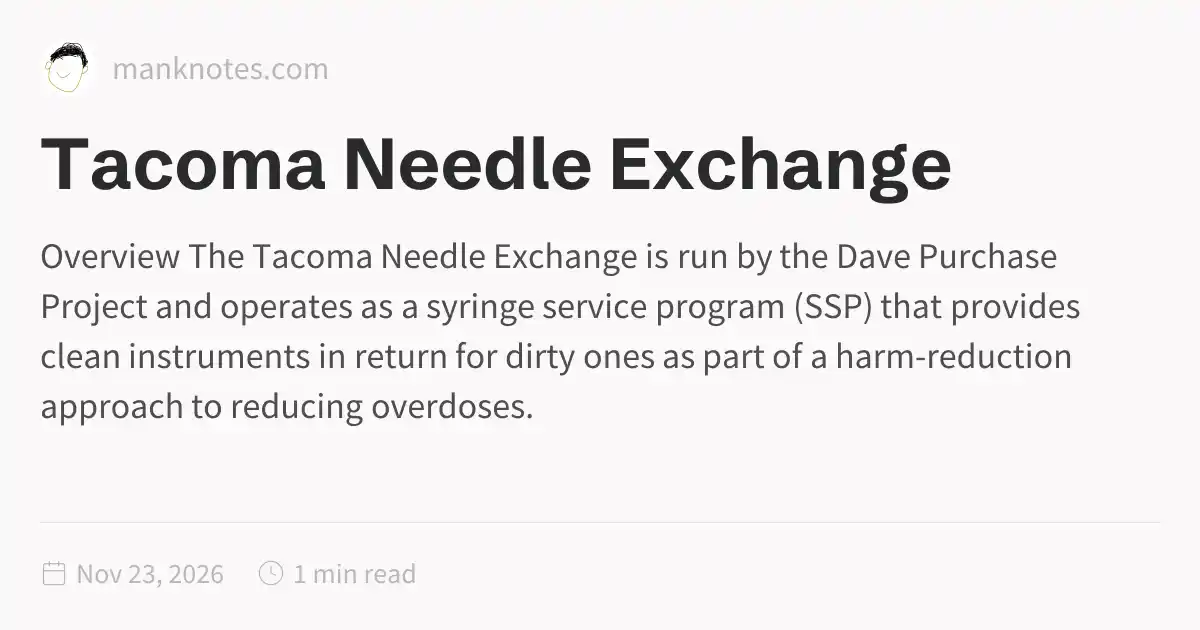 manknotes.com
Tacoma Needle Exchange
Overview The Tacoma Needle Exchange is run by the Dave Purchase
Project and operates as a syringe service program (SSP) that provides
clean instruments in return for dirty ones as part of a harm-reduction
approach to reducing overdoses.
Nov 23, 2026 1 min read